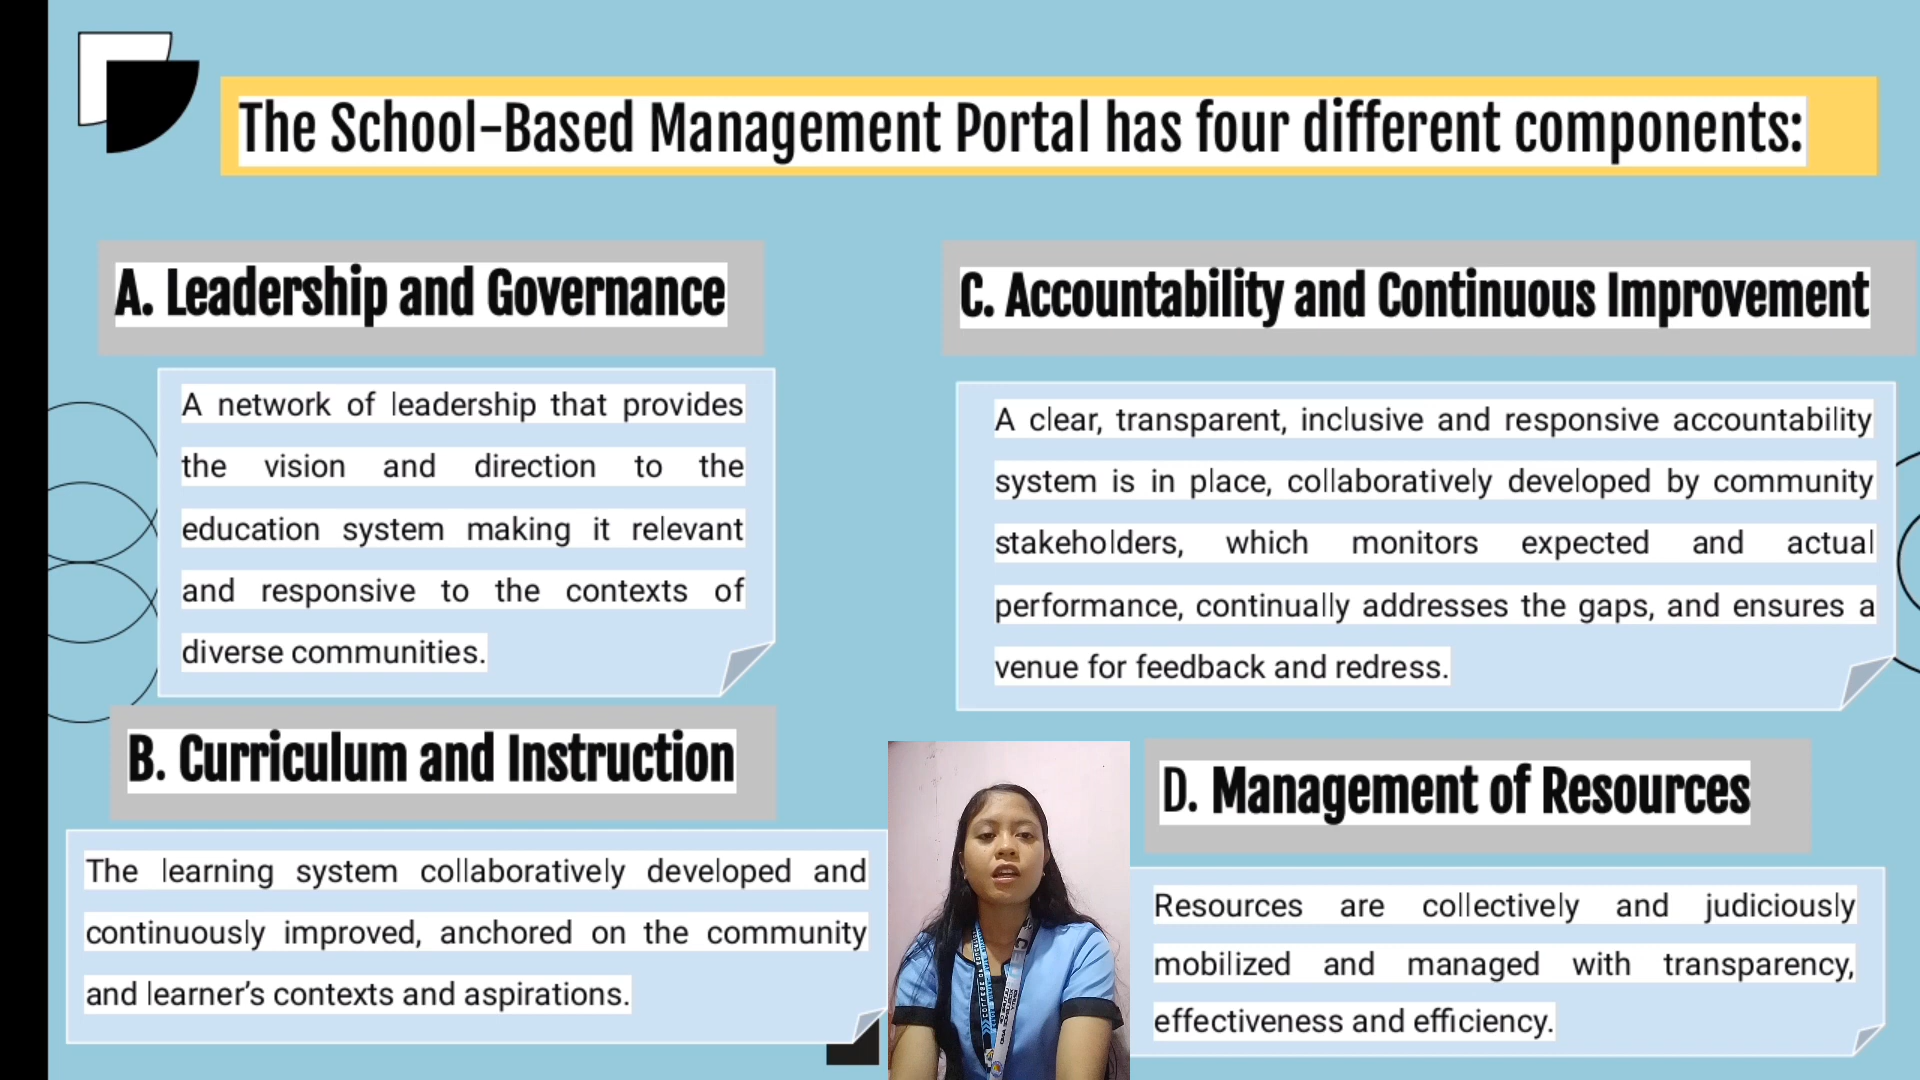 The School-Based Management Portal has four different components:
A. Leadership and Governance
A network of leadership that provides
the vision and direction to the
education system making it relevant
and responsive to the contexts of
diverse communities.
B. Curriculum and Instruction
The learning system collaboratively developed and
continuously improved, anchored on the community
and learner’s contexts and aspirations.
C. Accountability and Continuous Improvement
A clear, transparent, inclusive and responsive accountability
system is in place, collaboratively developed by community
stakeholders, which monitors expected and actual
performance, continually addresses the gaps, and ensures a
venue for feedback and redress.
D. Management of Resources
Resources are collectively and judiciously
mobilized and managed with transparency,
effectiveness and efficiency.